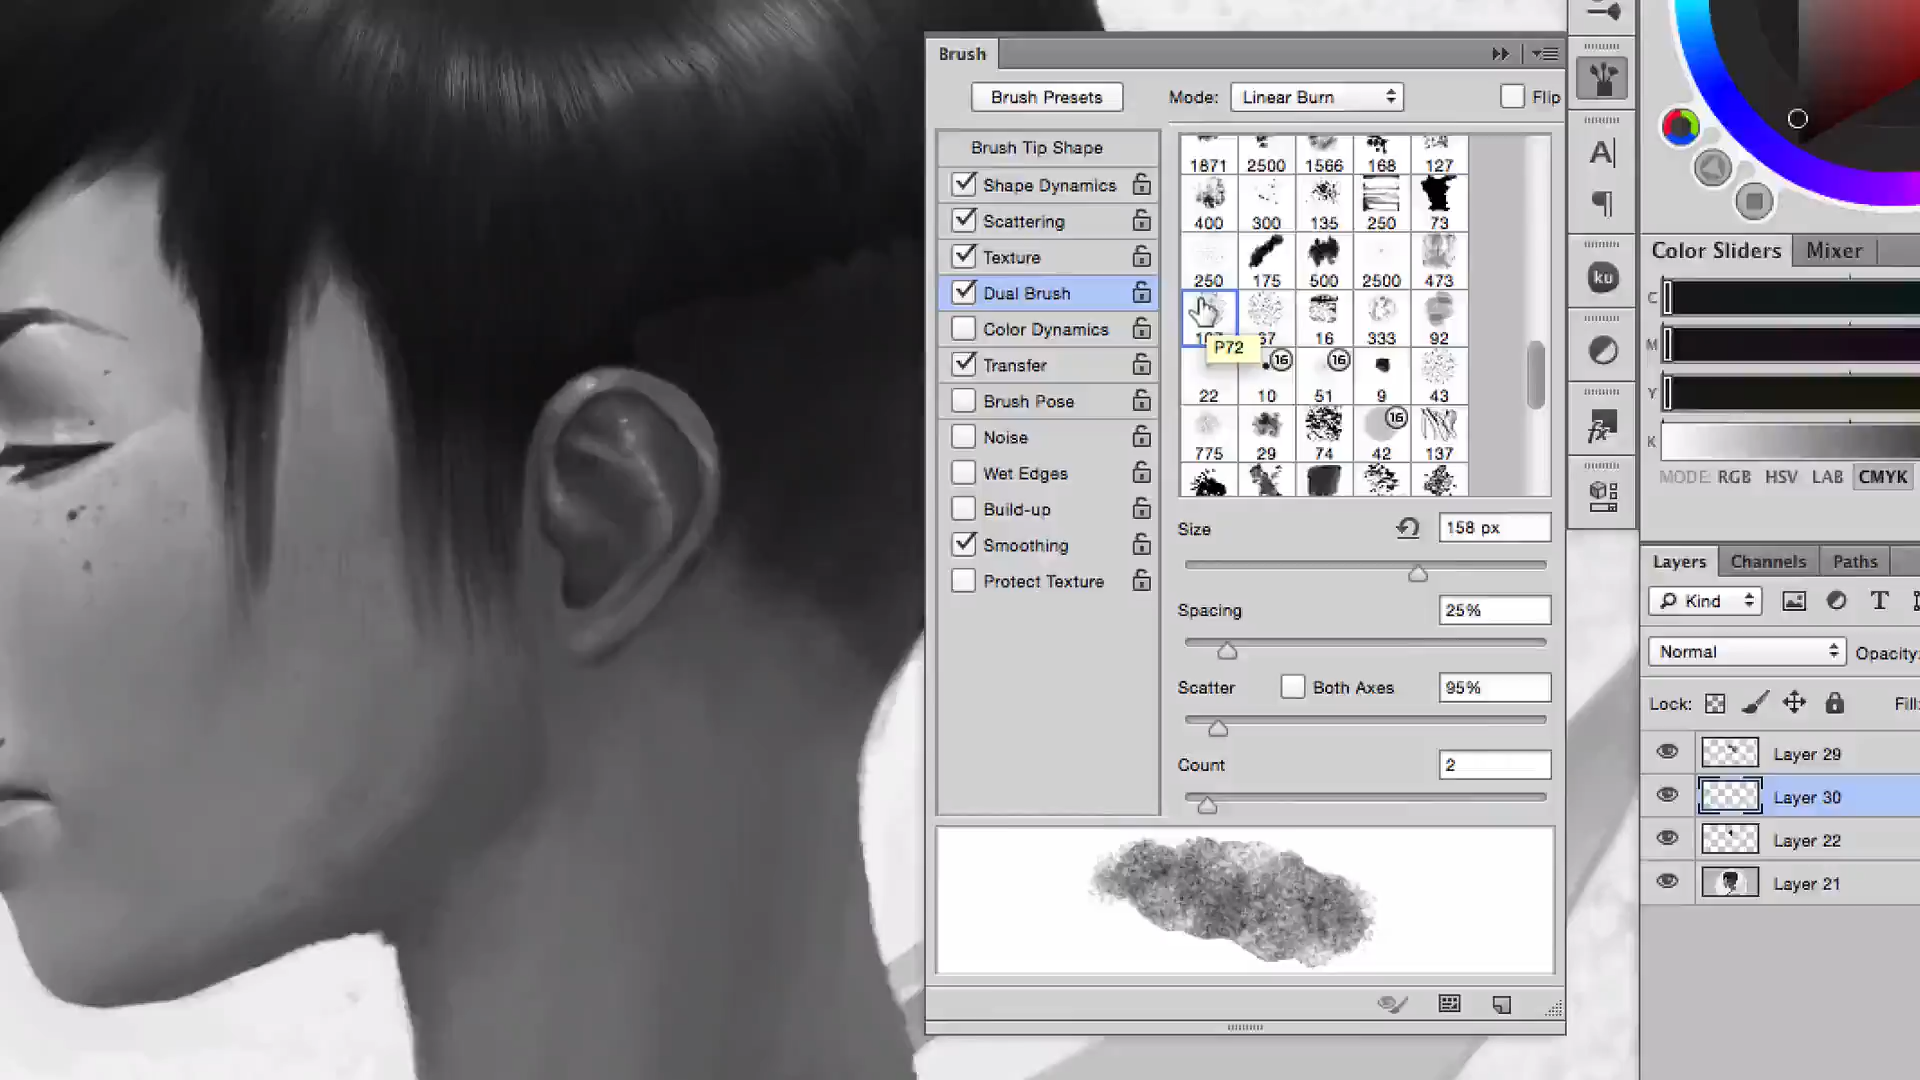 Brush
Brush Presets
Mode: Linear Burn
Flip
Brush Tip Shape
Shape Dynamics
Scattering
Texture
Dual Brush
Color Dynamics
Transfer
Brush Pose
Noise
Wet Edges
Build-up
Smoothing
Protect Texture
1871 2500 1566 168 127
400 300 135 250 73
250 175 500 2500 473
16 333 92
P72
16 16
22 10 51 9 43
16
775 29 74 42 137
Size 158 px
Spacing 25%
Scatter Both Axes 95%
Count 2
A
ku
fx
Color Sliders Mixer
C
M
Y
K
MODE: RGB HSV LAB CMYK
Layers Channels Paths
Kind T
Normal Opacity:
Lock: Fill:
Layer 29
Layer 30
Layer 22
Layer 21